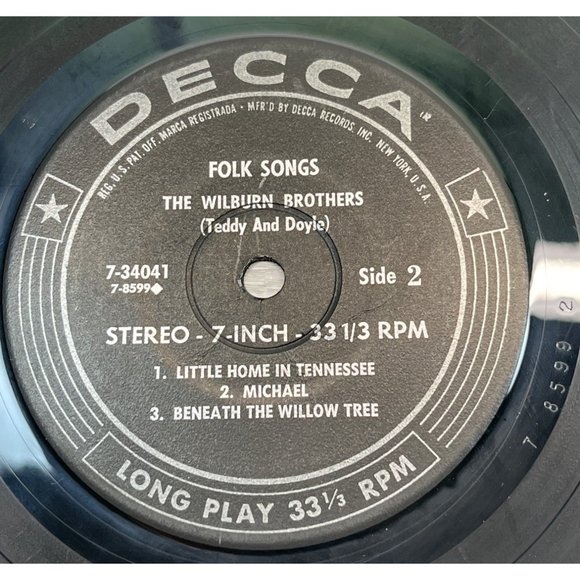 DECCA
REG. U.S. PAT. OFF. MARCA REGISTRADA • MFR'D BY DECCA RECORDS, INC., NEW YORK, U.S.A.
FOLK SONGS
THE WILBURN BROTHERS
(Teddy And Doyle)
7-34041
7-8599◆
Side 2
STEREO - 7-INCH - 33 1/3 RPM
1. LITTLE HOME IN TENNESSEE
2. MICHAEL
3. BENEATH THE WILLOW TREE
LONG PLAY 33⅓ RPM
7 8599 2